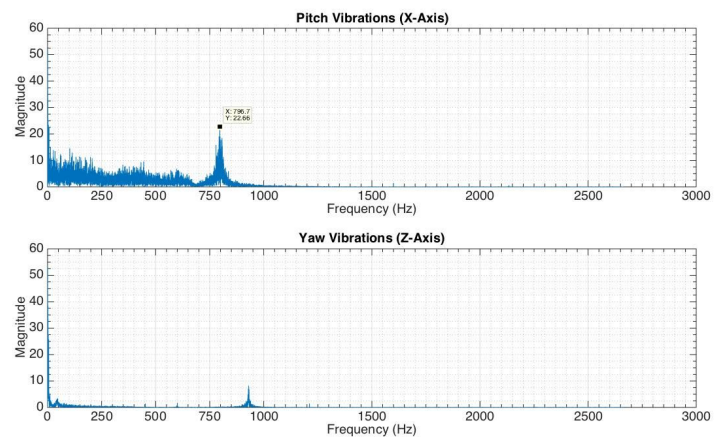 Pitch Vibrations (X-Axis)
60
50
40
30
20
10
0
Magnitude
X: 796.7
Y: 22.66
0 250 500 750 1000 1500 2000 2500 3000
Frequency (Hz)
Yaw Vibrations (Z-Axis)
60
50
40
30
20
10
0
Magnitude
0 250 500 750 1000 1500 2000 2500 3000
Frequency (Hz)